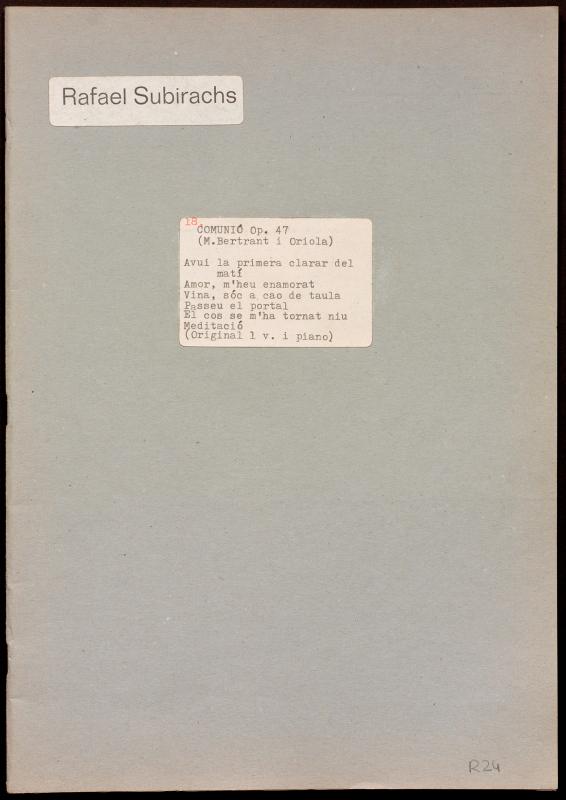 Rafael Subirachs
18.
COMUNIÓ Op. 47
(M.Bertrant i Oriola)
Avui la primera clarar del
matí
Amor, m'heu enamorat
Vina, sóc a cao de taula
Passeu el portal
El cos se m'ha tornat niu
Meditació
(Original 1 v. i piano)
R24